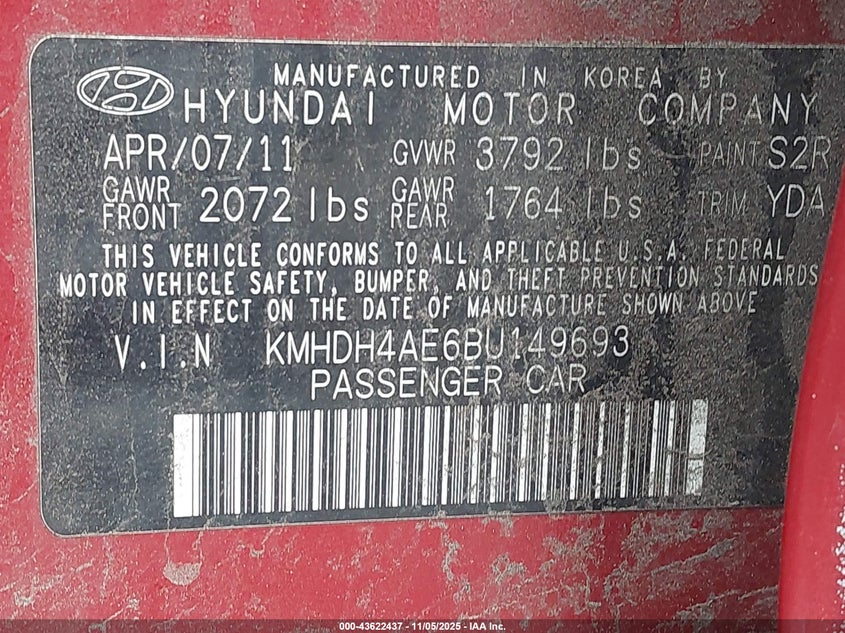 MANUFACTURED IN KOREA BY
HYUNDAI MOTOR COMPANY
APR/07/11 GVWR 3792 lbs PAINT S2R
GAWR FRONT 2072 lbs GAWR REAR 1764 lbs TRIM YDA
THIS VEHICLE CONFORMS TO ALL APPLICABLE U.S.A. FEDERAL
MOTOR VEHICLE SAFETY, BUMPER, AND THEFT PREVENTION STANDARDS
IN EFFECT ON THE DATE OF MANUFACTURE SHOWN ABOVE
V.I.N KMHDH4AE6BU149693
PASSENGER CAR
000-43622437 - 11/05/2025 - IAA Inc.